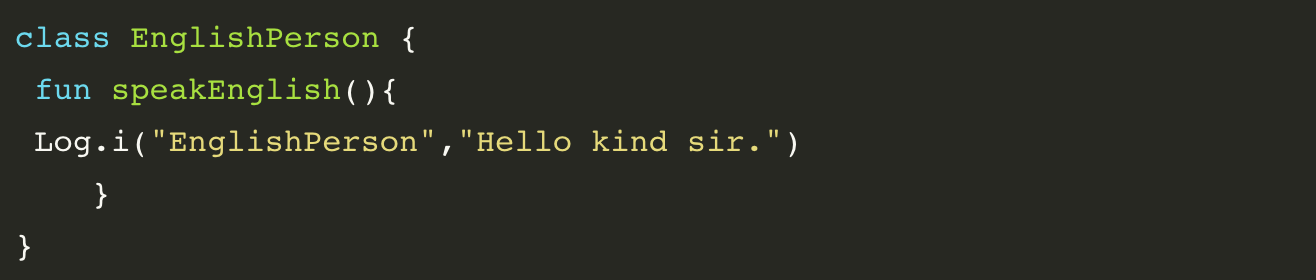 class EnglishPerson {
 fun speakEnglish(){
 Log.i("EnglishPerson","Hello kind sir.")
    }
}